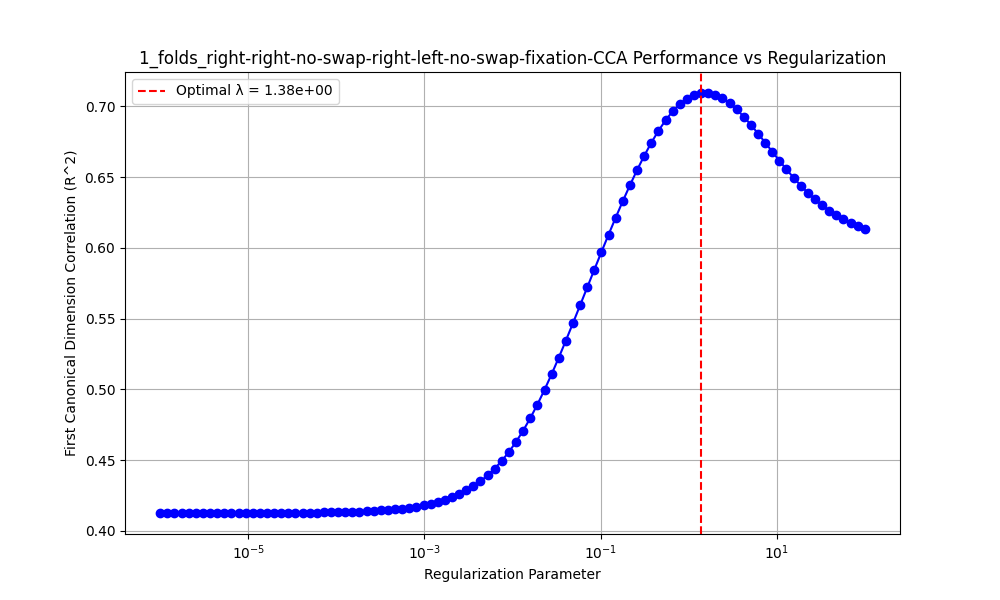 1_folds_right-right-no-swap-right-left-no-swap-fixation-CCA Performance vs Regularization
Optimal λ = 1.38e+00
First Canonical Dimension Correlation (R^2)
0.70
0.65
0.60
0.55
0.50
0.45
0.40
10⁻⁵
10⁻³
10⁻¹
10¹
Regularization Parameter